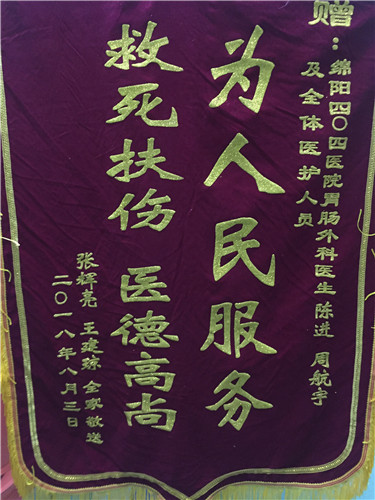 赠：绵阳四〇四医院胃肠外科医生陈进 周航宇
及全体医护人员
为人民服务
救死扶伤 医德高尚
张辉亮 王建琼 全家敬送
二〇一八年八月三日